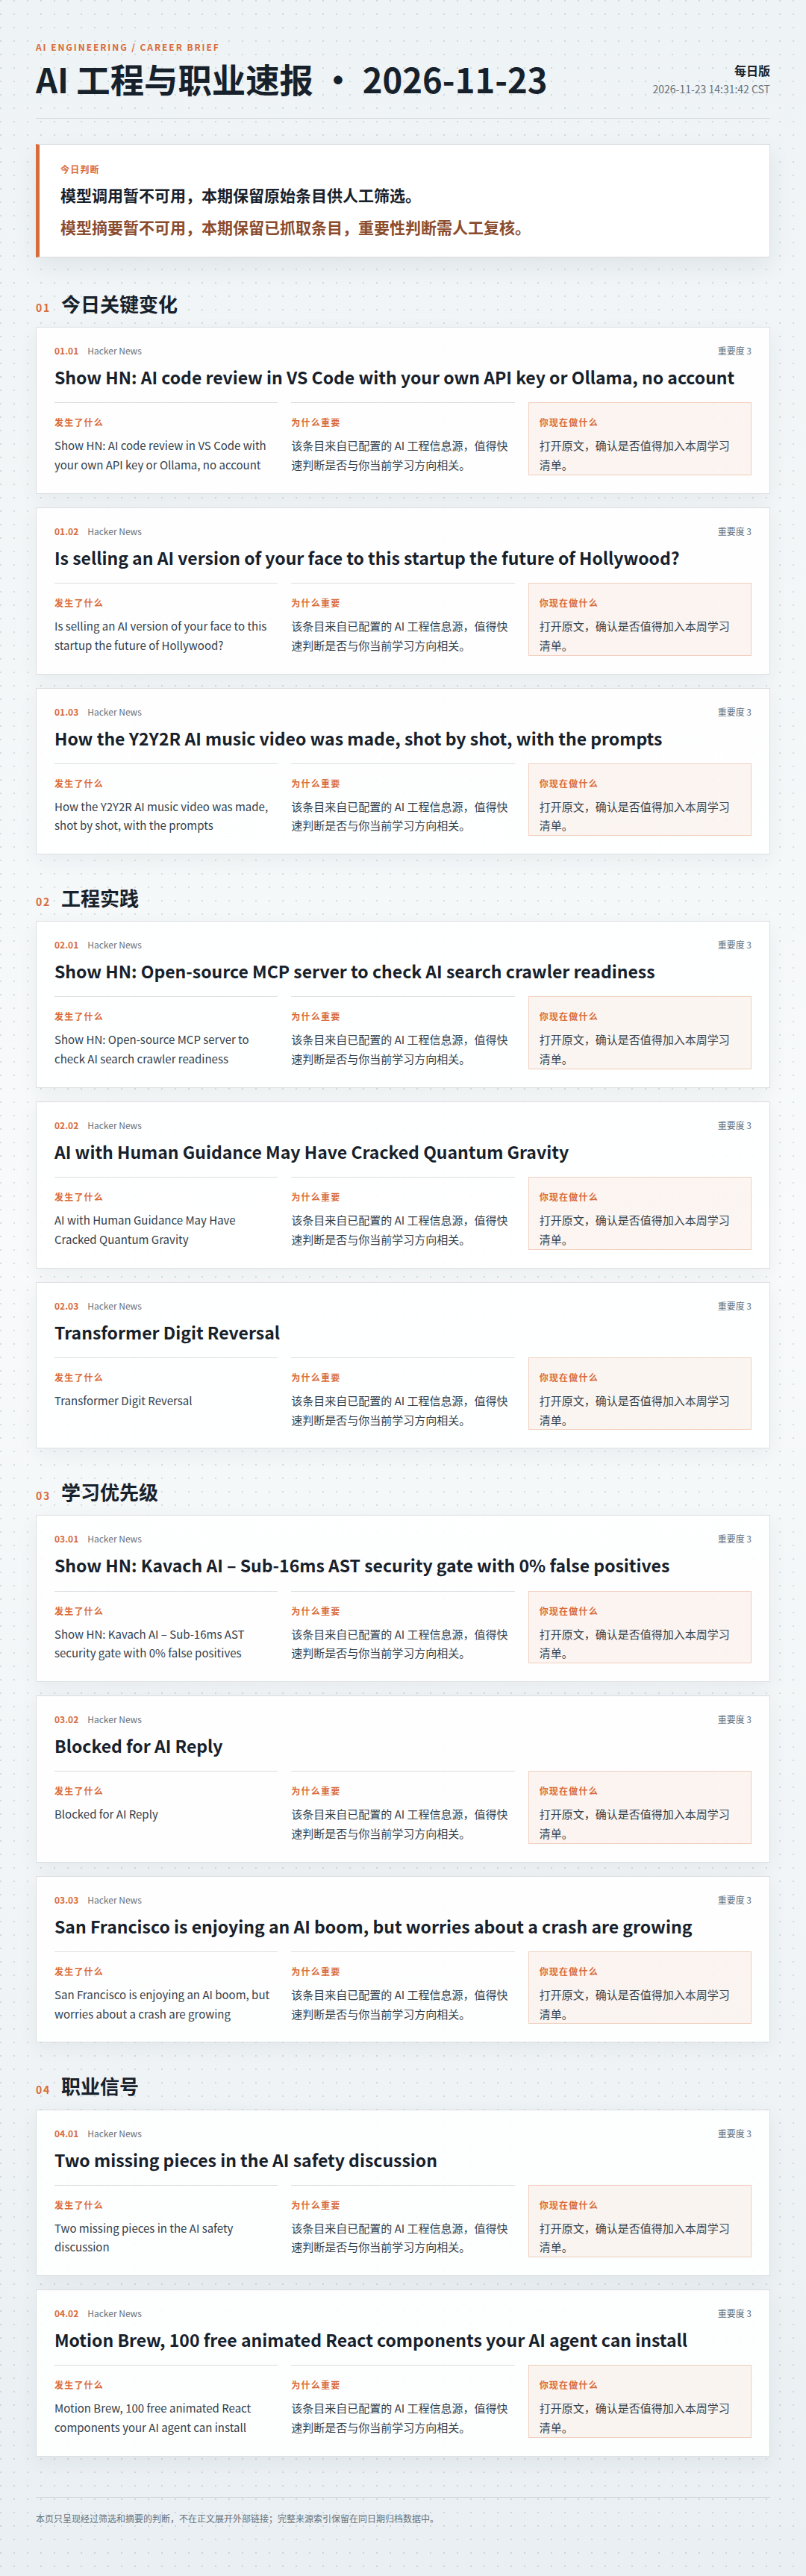 AI ENGINEERING / CAREER BRIEF
AI 工程与职业速报 · 2026-11-23
每日版
2026-11-23 14:31:42 CST
今日判断
模型调用暂不可用，本期保留原始条目供人工筛选。
模型摘要暂不可用，本期保留已抓取条目，重要性判断需人工复核。
01 今日关键变化
01.01 Hacker News 重要度 3
Show HN: AI code review in VS Code with your own API key or Ollama, no account
发生了什么
Show HN: AI code review in VS Code with
your own API key or Ollama, no account
为什么重要
该条目来自已配置的 AI 工程信息源，值得快
速判断是否与你当前学习方向相关。
你现在做什么
打开原文，确认是否值得加入本周学习
清单。
01.02 Hacker News 重要度 3
Is selling an AI version of your face to this startup the future of Hollywood?
发生了什么
Is selling an AI version of your face to this
startup the future of Hollywood?
为什么重要
该条目来自已配置的 AI 工程信息源，值得快
速判断是否与你当前学习方向相关。
你现在做什么
打开原文，确认是否值得加入本周学习
清单。
01.03 Hacker News 重要度 3
How the Y2Y2R AI music video was made, shot by shot, with the prompts
发生了什么
How the Y2Y2R AI music video was made,
shot by shot, with the prompts
为什么重要
该条目来自已配置的 AI 工程信息源，值得快
速判断是否与你当前学习方向相关。
你现在做什么
打开原文，确认是否值得加入本周学习
清单。
02 工程实践
02.01 Hacker News 重要度 3
Show HN: Open-source MCP server to check AI search crawler readiness
发生了什么
Show HN: Open-source MCP server to
check AI search crawler readiness
为什么重要
该条目来自已配置的 AI 工程信息源，值得快
速判断是否与你当前学习方向相关。
你现在做什么
打开原文，确认是否值得加入本周学习
清单。
02.02 Hacker News 重要度 3
AI with Human Guidance May Have Cracked Quantum Gravity
发生了什么
AI with Human Guidance May Have
Cracked Quantum Gravity
为什么重要
该条目来自已配置的 AI 工程信息源，值得快
速判断是否与你当前学习方向相关。
你现在做什么
打开原文，确认是否值得加入本周学习
清单。
02.03 Hacker News 重要度 3
Transformer Digit Reversal
发生了什么
Transformer Digit Reversal
为什么重要
该条目来自已配置的 AI 工程信息源，值得快
速判断是否与你当前学习方向相关。
你现在做什么
打开原文，确认是否值得加入本周学习
清单。
03 学习优先级
03.01 Hacker News 重要度 3
Show HN: Kavach AI – Sub-16ms AST security gate with 0% false positives
发生了什么
Show HN: Kavach AI – Sub-16ms AST
security gate with 0% false positives
为什么重要
该条目来自已配置的 AI 工程信息源，值得快
速判断是否与你当前学习方向相关。
你现在做什么
打开原文，确认是否值得加入本周学习
清单。
03.02 Hacker News 重要度 3
Blocked for AI Reply
发生了什么
Blocked for AI Reply
为什么重要
该条目来自已配置的 AI 工程信息源，值得快
速判断是否与你当前学习方向相关。
你现在做什么
打开原文，确认是否值得加入本周学习
清单。
03.03 Hacker News 重要度 3
San Francisco is enjoying an AI boom, but worries about a crash are growing
发生了什么
San Francisco is enjoying an AI boom, but
worries about a crash are growing
为什么重要
该条目来自已配置的 AI 工程信息源，值得快
速判断是否与你当前学习方向相关。
你现在做什么
打开原文，确认是否值得加入本周学习
清单。
04 职业信号
04.01 Hacker News 重要度 3
Two missing pieces in the AI safety discussion
发生了什么
Two missing pieces in the AI safety
discussion
为什么重要
该条目来自已配置的 AI 工程信息源，值得快
速判断是否与你当前学习方向相关。
你现在做什么
打开原文，确认是否值得加入本周学习
清单。
04.02 Hacker News 重要度 3
Motion Brew, 100 free animated React components your AI agent can install
发生了什么
Motion Brew, 100 free animated React
components your AI agent can install
为什么重要
该条目来自已配置的 AI 工程信息源，值得快
速判断是否与你当前学习方向相关。
你现在做什么
打开原文，确认是否值得加入本周学习
清单。
本页只呈现经过筛选和摘要的判断，不在正文展开外部链接；完整来源索引保留在同日期归档数据中。